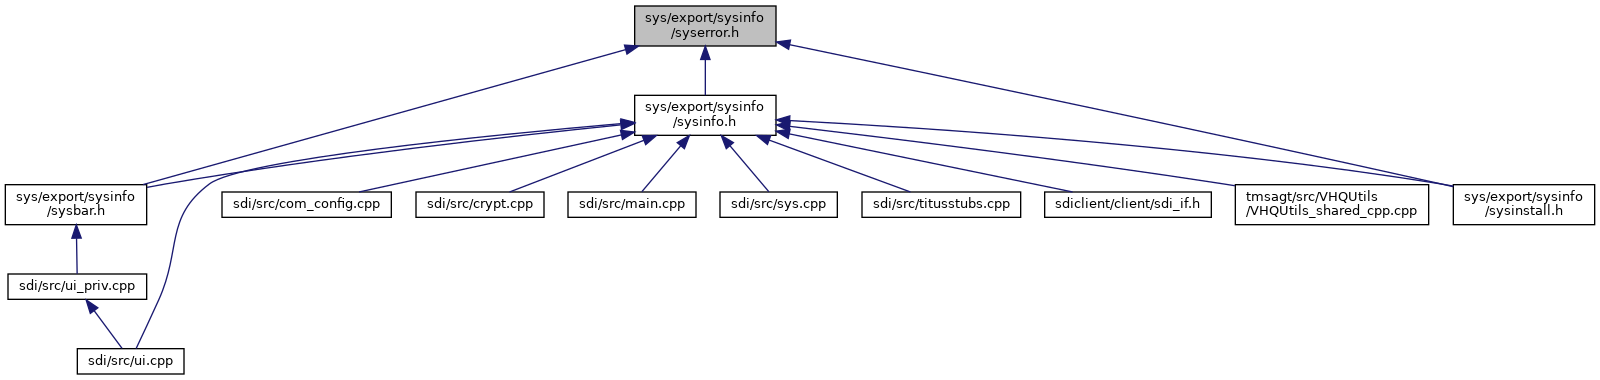 sys/export/sysinfo
/syserror.h
sys/export/sysinfo
/sysinfo.h
sys/export/sysinfo
/sysbar.h
sdi/src/com_config.cpp
sdi/src/crypt.cpp
sdi/src/main.cpp
sdi/src/sys.cpp
sdi/src/titusstubs.cpp
sdiclient/client/sdi_if.h
tmsagt/src/VHQUtils
/VHQUtils_shared_cpp.cpp
sys/export/sysinfo
/sysinstall.h
sdi/src/ui_priv.cpp
sdi/src/ui.cpp